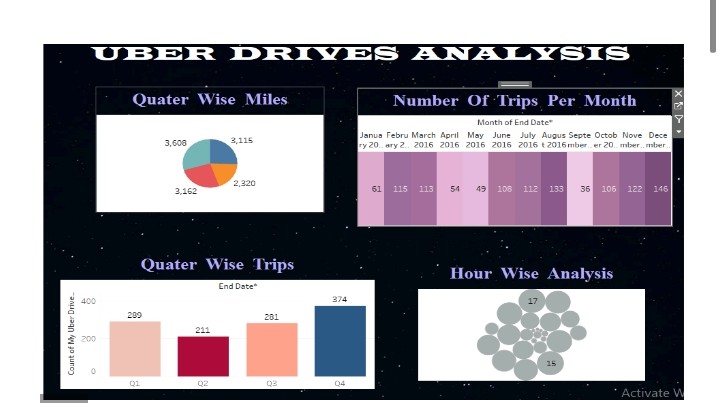 UBER DRIVES ANALYSIS
Quater Wise Miles
3,608
3,115
3,162
2,320
Number Of Trips Per Month
Month of End Date*
Janua Febru March April May June July Augus Septe Octob Nove Dece
ry 20.. ary 2.. 2016 2016 2016 2016 2016 t 2016 mber.. er 20.. mber.. mber..
61 115 113 54 49 108 112 133 36 106 122 146
Quater Wise Trips
End Date*
Count of My Uber Drive..
400
200
0
289
211
281
374
Q1 Q2 Q3 Q4
Hour Wise Analysis
17
15
Activate W